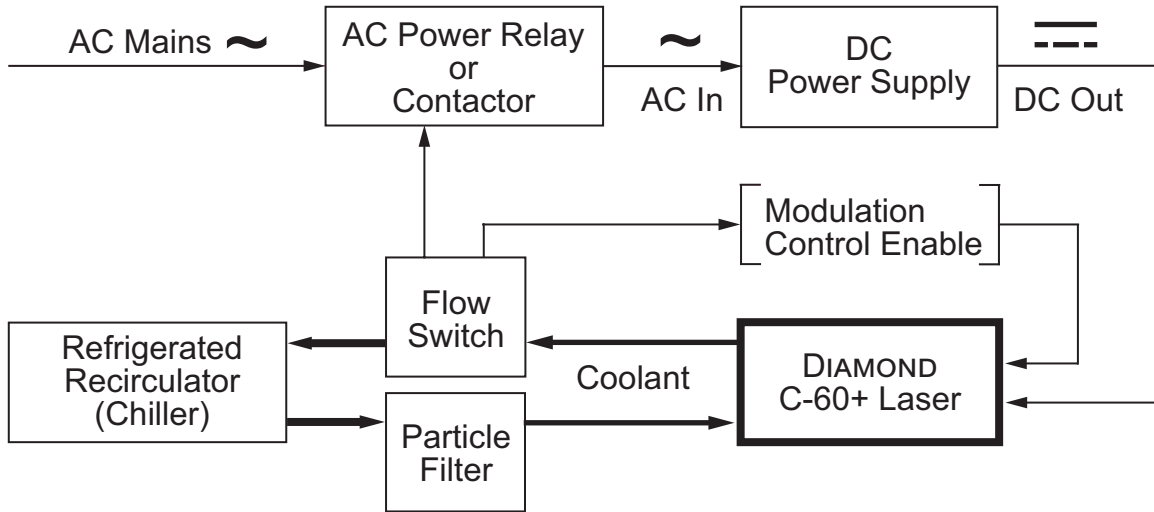 AC Mains ~
AC Power Relay
or
Contactor
~
AC In
DC
Power Supply
DC Out
Modulation
Control Enable
Flow
Switch
Refrigerated
Recirculator
(Chiller)
Coolant
DIAMOND
C-60+ Laser
Particle
Filter